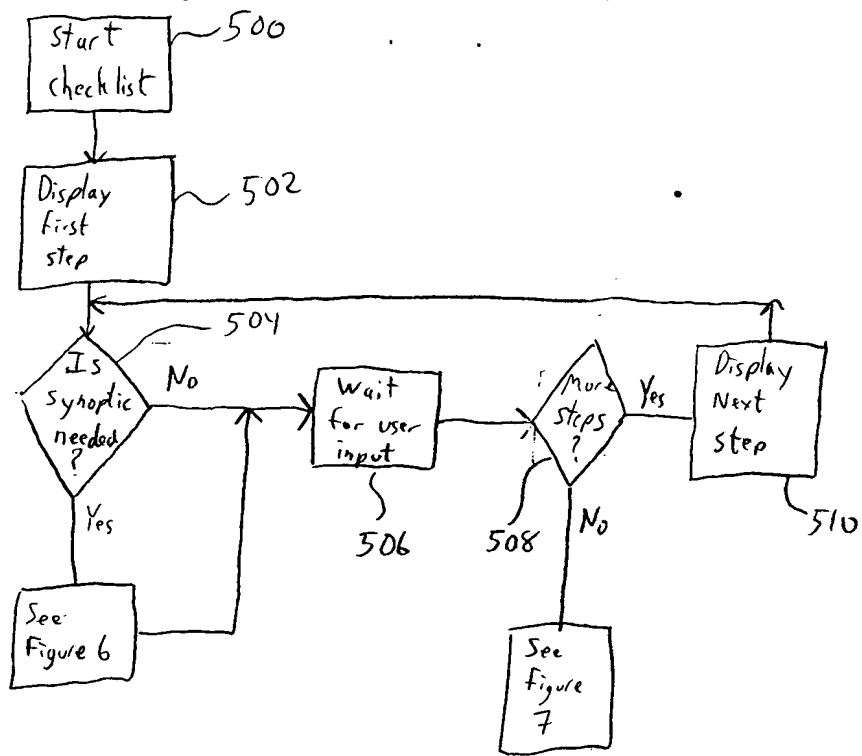 Start
checklist
500
Display
first
step
502
Is
synoptic
needed
?
504
No
Yes
See
Figure 6
Wait
for user
input
506
More
steps
?
508
Yes
No
Display
Next
step
510
See
Figure
7